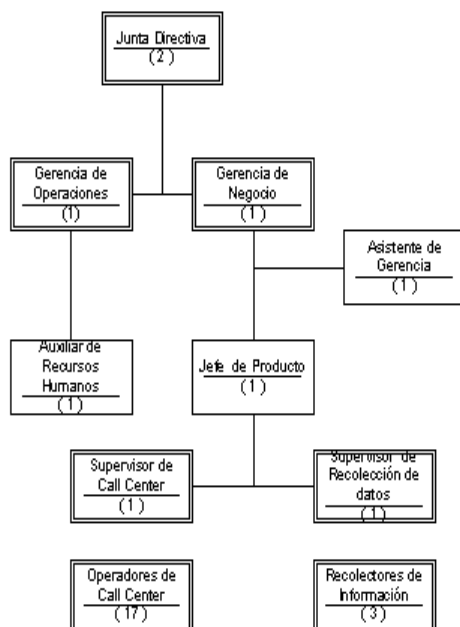 Junta Directiva
( 2 )
Gerencia de
Operaciones
(1)
Gerencia de
Negocio
( 1 )
Asistente de
Gerencia
( 1 )
Auxiliar de
Recursos
Humanos
( 1 )
Jefe de Producto
( 1 )
Supervisor de
Call Center
( 1 )
Supervisor de
Recolección de
datos
( 1 )
Operadores de
Call Center
( 17 )
Recolectores de
Información
( 3 )